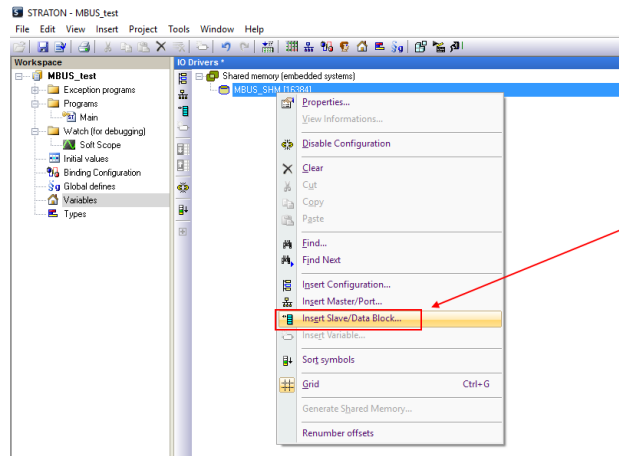 STRATON - MBUS_test
File Edit View Insert Project Tools Window Help
Workspace
IO Drivers *
MBUS_test
Exception programs
Programs
Main
Watch (for debugging)
Soft Scope
Initial values
Binding Configuration
Global defines
Variables
Types
Shared memory (embedded systems)
MBUS_SHM [16384]
Properties...
View Informations...
Disable Configuration
Clear
Cut
Copy
Paste
Find...
Find Next
Insert Configuration...
Insert Master/Port...
Insert Slave/Data Block...
Insert Variable...
Sort symbols
Grid Ctrl+G
Generate Shared Memory...
Renumber offsets